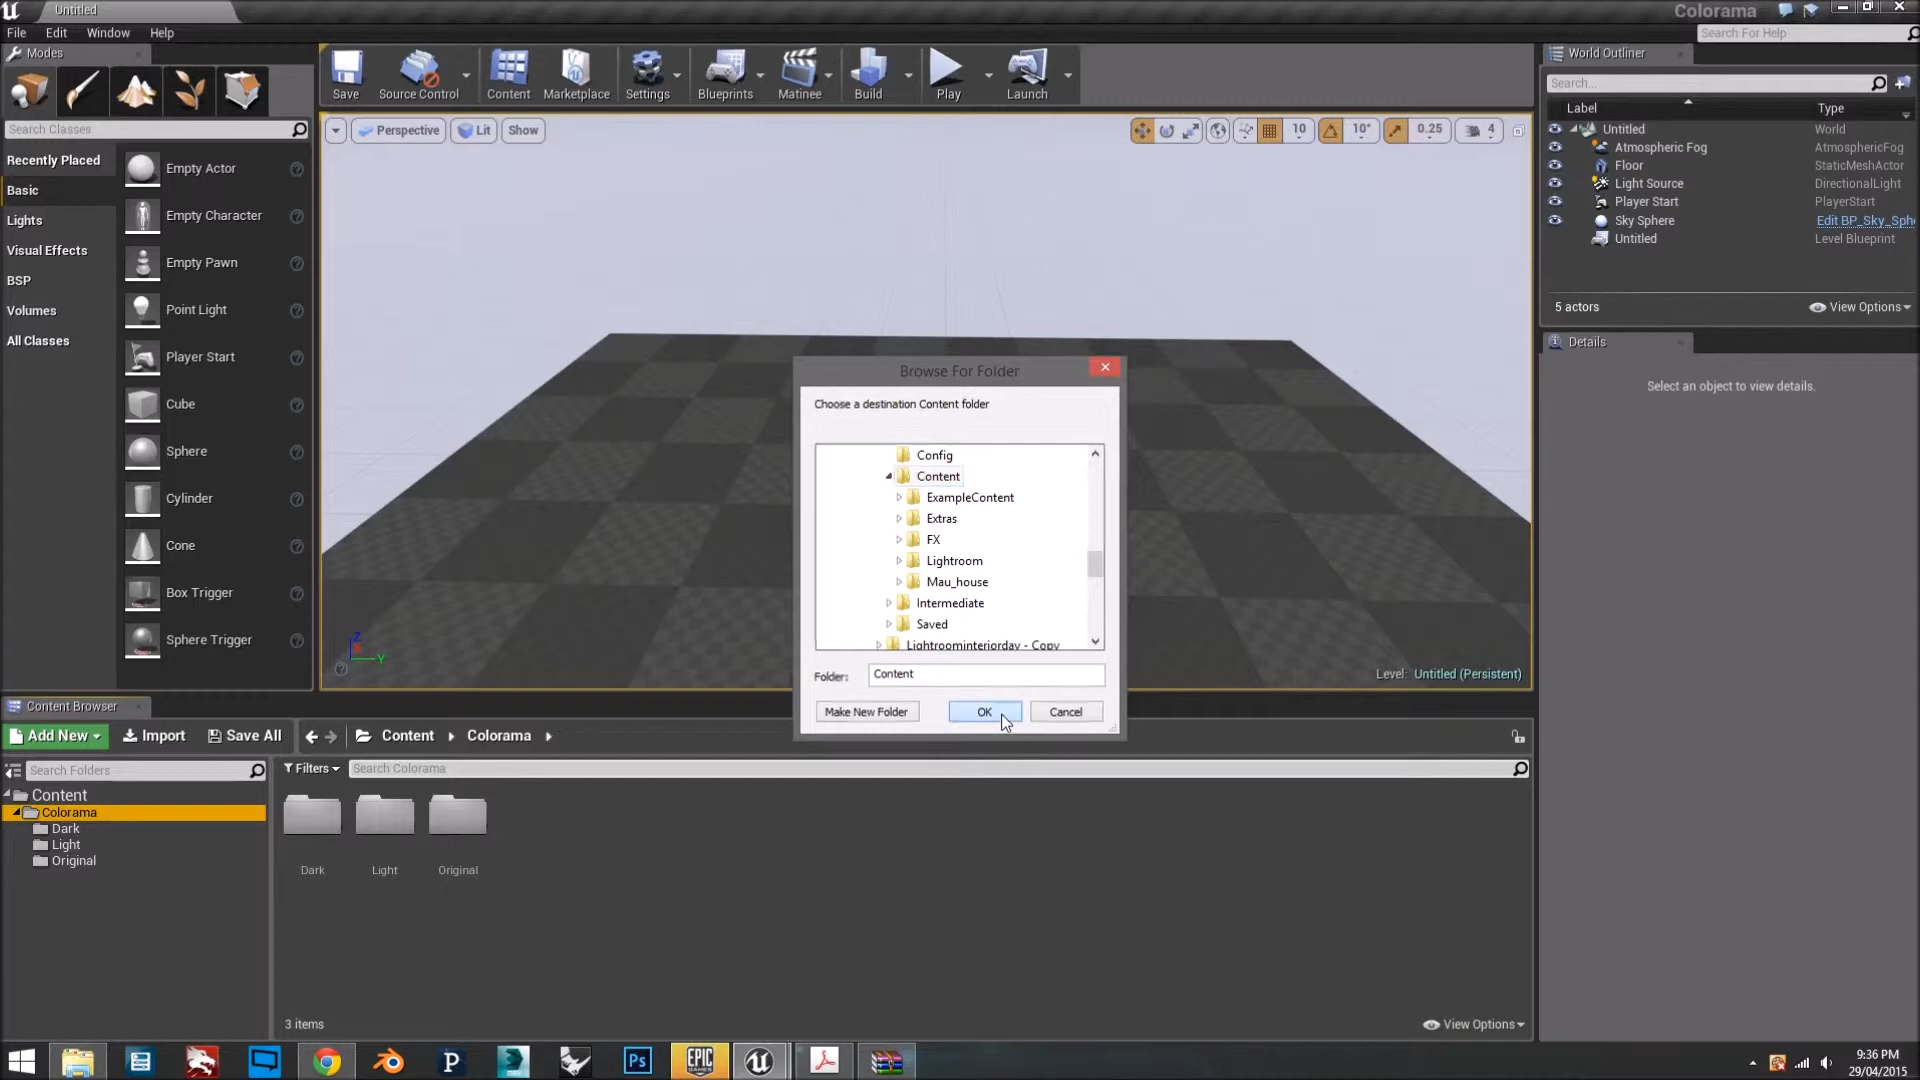 Untitled
Colorama
File Edit Window Help
Search For Help
Modes
Save
Source Control
Content
Marketplace
Settings
Blueprints
Matinee
Build
Play
Launch
World Outliner
Search...
Label Type
Untitled World
Atmospheric Fog AtmosphericFog
Floor StaticMeshActor
Light Source DirectionalLight
Player Start PlayerStart
Sky Sphere Edit BP_Sky_Sph
Untitled Level Blueprint
5 actors
View Options
Details
Select an object to view details.
Search Classes
Recently Placed
Basic
Lights
Visual Effects
BSP
Volumes
All Classes
Empty Actor
Empty Character
Empty Pawn
Point Light
Player Start
Cube
Sphere
Cylinder
Cone
Box Trigger
Sphere Trigger
Perspective
Lit
Show
10
10°
0.25
4
Z
Y
Level: Untitled (Persistent)
Browse For Folder
Choose a destination Content folder
Config
Content
ExampleContent
Extras
FX
Lightroom
Mau_house
Intermediate
Saved
Lightroominteriorday - Copy
Folder: Content
Make New Folder
OK
Cancel
Content Browser
Add New
Import
Save All
Content
Colorama
Search Folders
Filters
Search Colorama
Content
Colorama
Dark
Light
Original
Dark
Light
Original
3 items
View Options
P
Ps
EPIC
GAMES
9:36 PM
29/04/2015